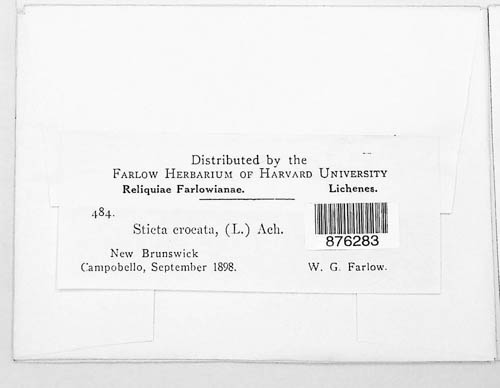 Distributed by the
FARLOW HERBARIUM OF HARVARD UNIVERSITY
Reliquiae Farlowianae. Lichenes.
484.
Sticta crocata, (L.) Ach.
876283
New Brunswick
Campobello, September 1898. W. G. Farlow.